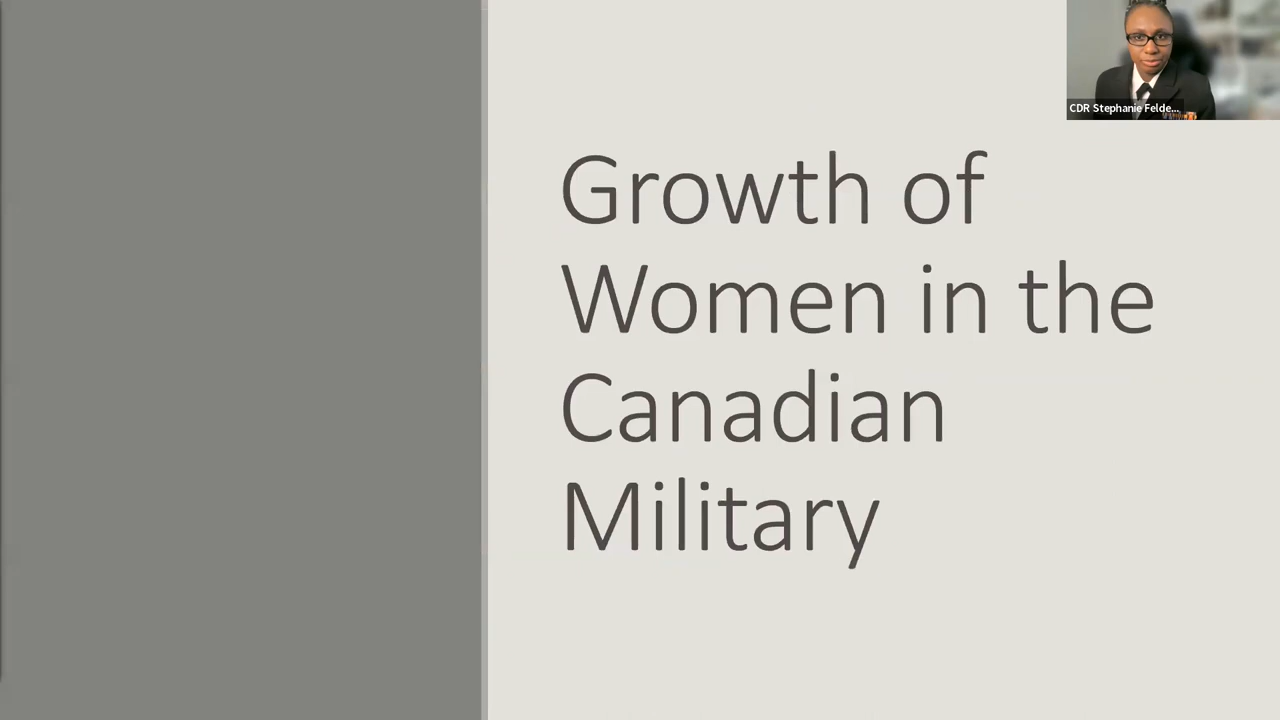 CDR Stephanie Felde...
Growth of
Women in the
Canadian
Military